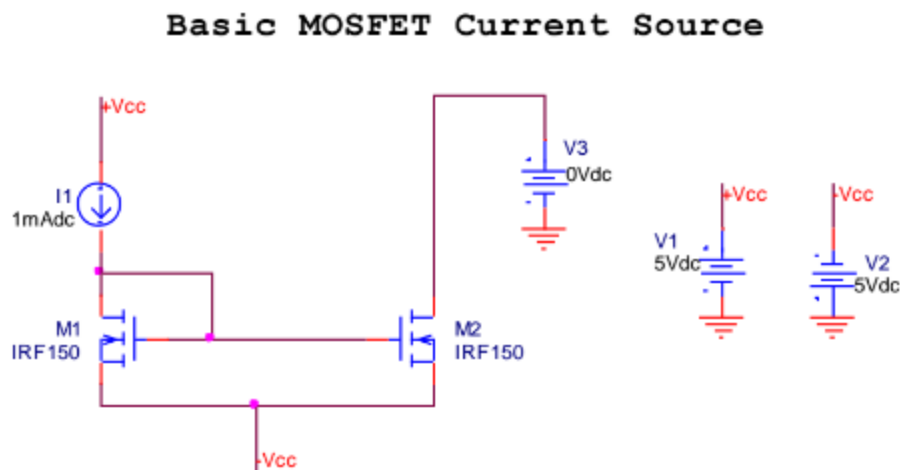 Basic MOSFET Current Source
+Vcc
I1
1mAdc
M1
IRF150
M2
IRF150
-Vcc
V3
0Vdc
+Vcc
V1
5Vdc
-Vcc
V2
5Vdc